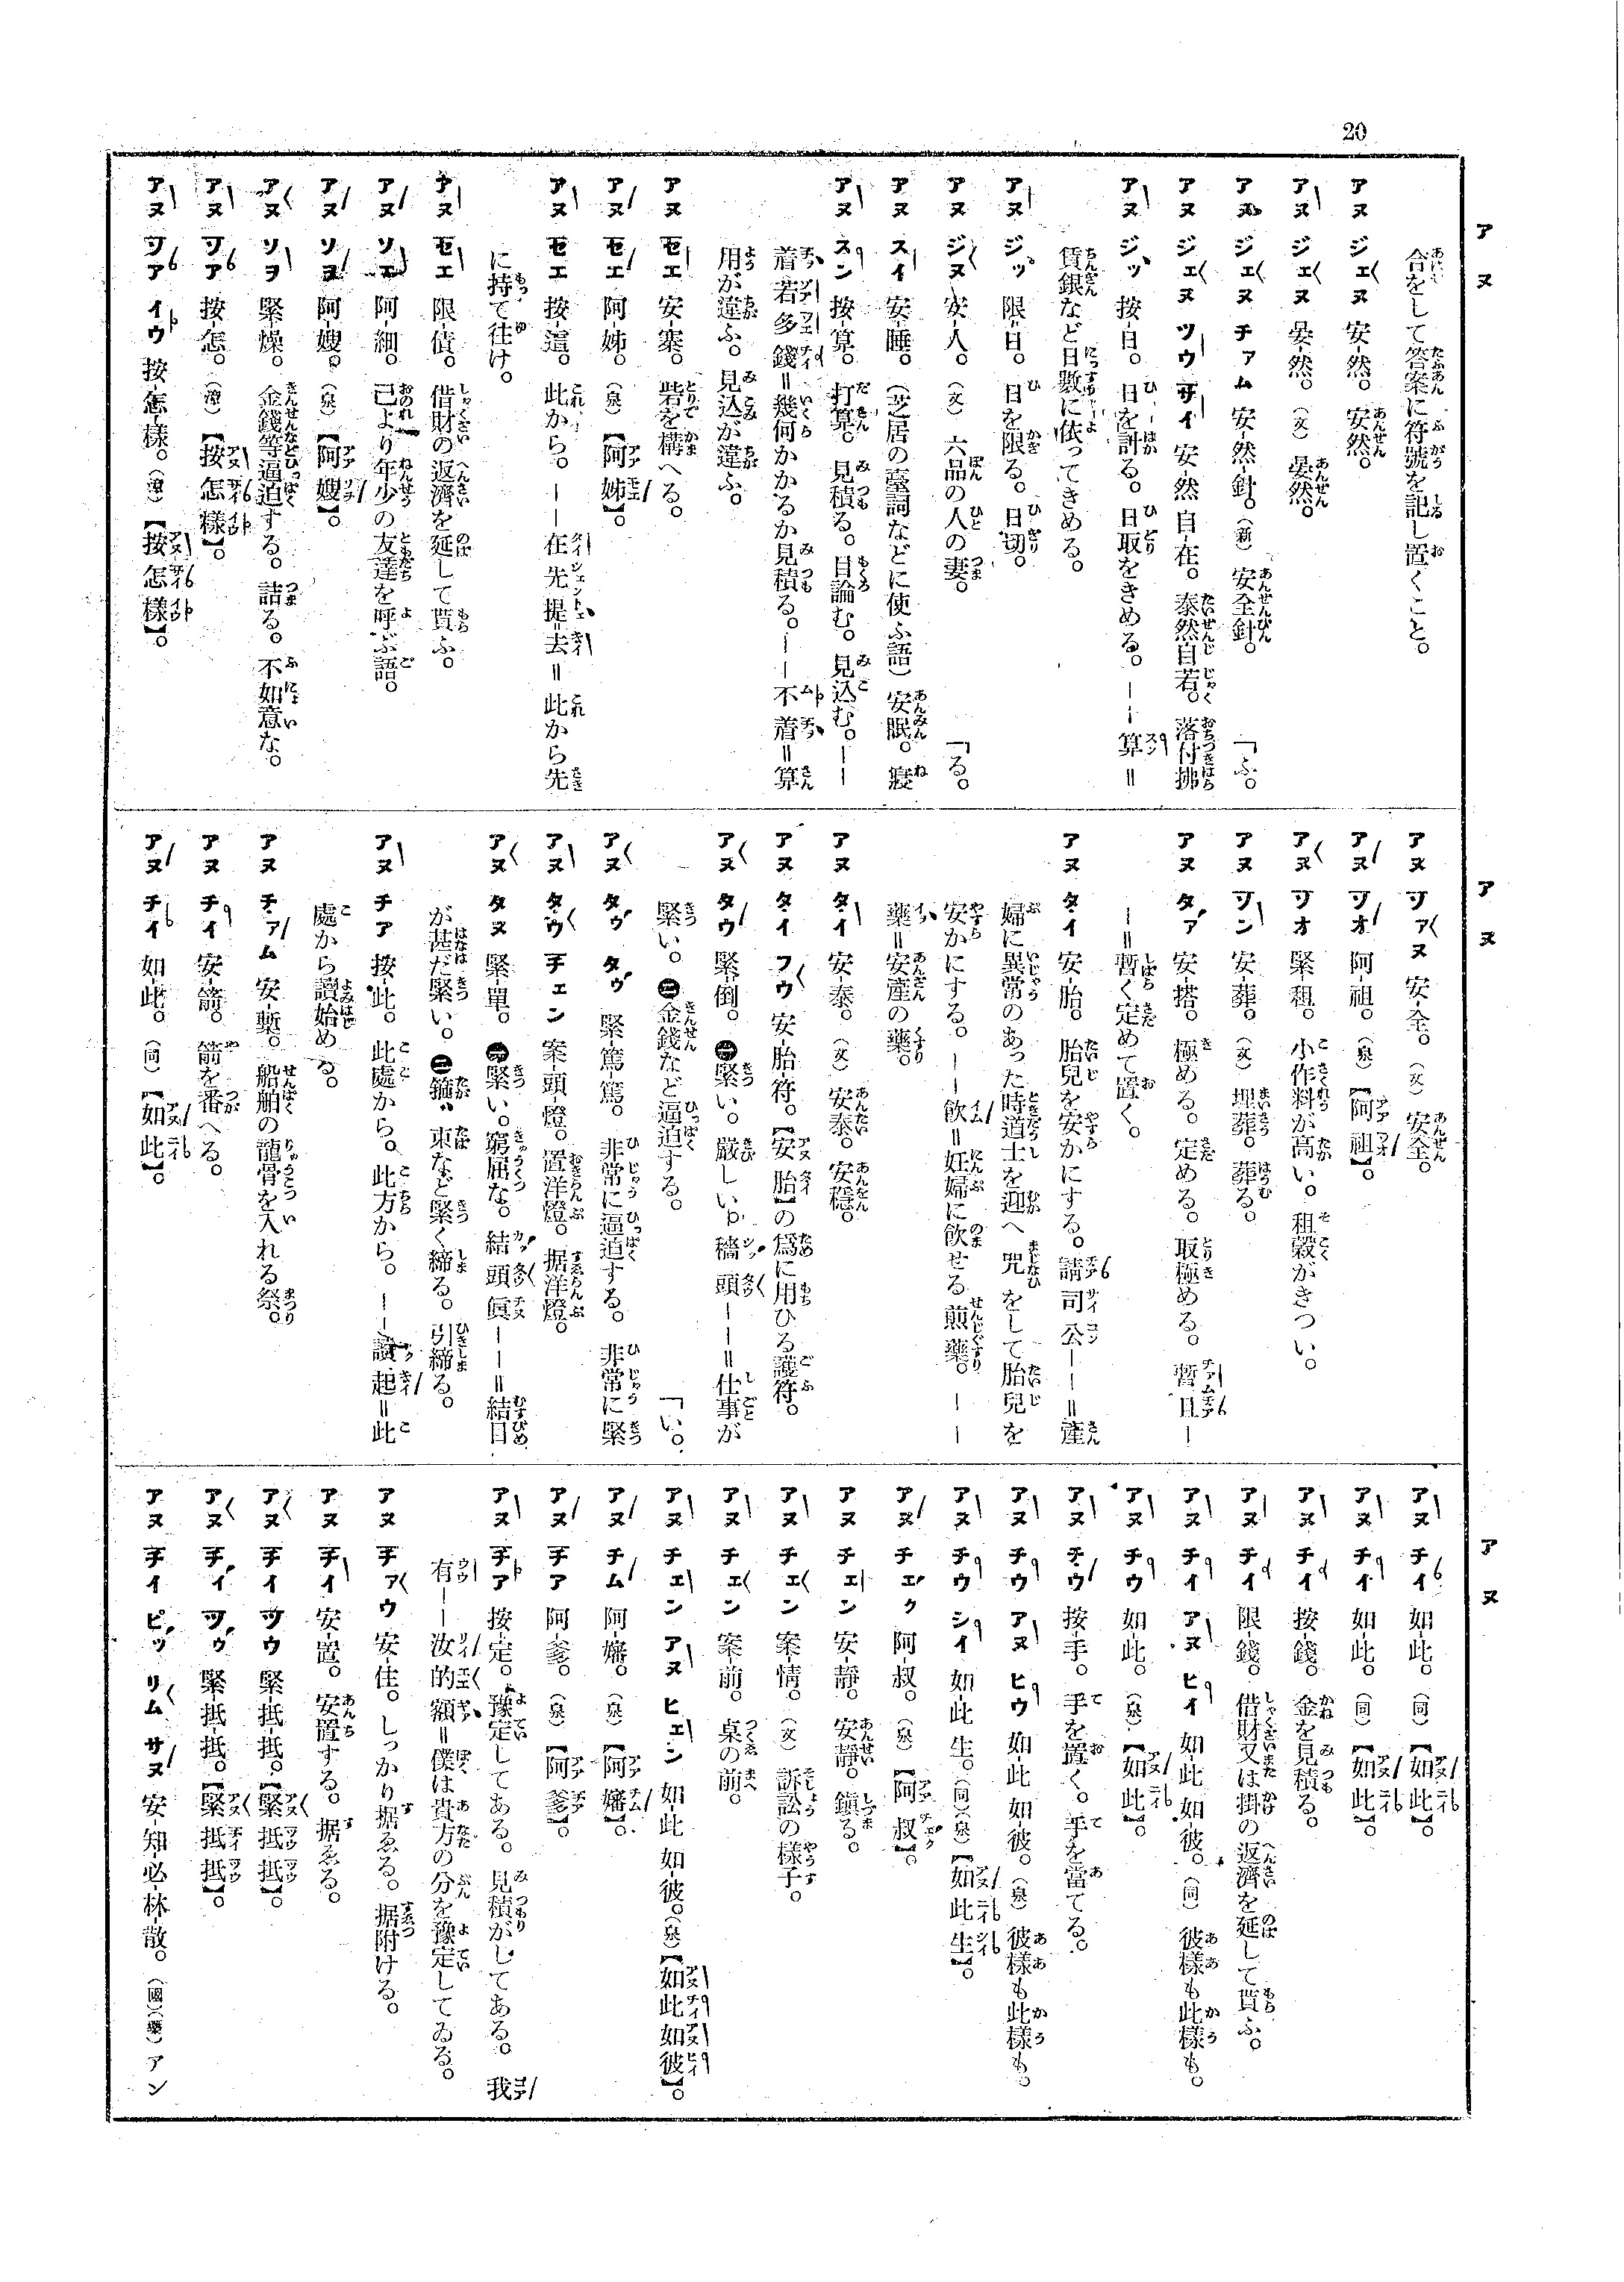 20
アヌ
合をして答案に符號を記し置くこと。
アヌ ジェヌ 安-然。安然。
アヌ ジェヌ 晏-然。(文)晏然。
アヌ ジェヌ チァム 安-然-針。(新)安全針。「ふ。
アヌ ジェヌ ツウ サイ 安-然 自-在。泰然自若。落付拂
アヌ ジッ 按-日。日を計る。日取をきめる。——算=
賃銀など日數に依ってきめる。
アヌ ジッ 限-日。日を限る。日切。
アヌ ジヌ 安-人。(文)六品の人の妻。「る。
アヌ スイ 安-睡。(芝居の臺詞などに使ふ語)安眠。寢
アヌ スン 按-算。打算。見積る。目論む。見込む。——
着若多錢=幾何かかるか見積る。——不着=算
用が違ふ。見込が違ふ。
アヌ セエ 安-寨。砦を構へる。
アヌ セエ 阿-姊。(泉)【阿姊】。
アヌ セエ 按-這。此から。——在先提去=此から先
に持て往け。
アヌ セエ 限-債。借財の返濟を延して貰ふ。
アヌ ソエ 阿-細。己より年少の友達を呼ぶ語。
アヌ ソヨ 阿-嫂。(泉)【阿嫂】。
アヌ ソヲ 緊-燥。金錢等逼迫する。詰る。不如意な。
アヌ ツァ 按-怎。(漳)【按怎樣】。
アヌ ツァ イウ 按-怎-樣。(漳)【按怎樣】。
アヌ
アヌ ツァヌ 安-全。(文)安全。
アヌ ツオ 阿-祖。(泉)【阿祖】。
アヌ ツオ 緊-租。小作料が高い。租穀がきつい。
アヌ ツン 安-葬。(文)埋葬。葬る。
アヌ タァ 安-搭。極める。定める。取極める。暫且—
—=暫く定めて置く。
アヌ タイ 安-胎。胎兒を安かにする。請司公——=產
婦に異常のあった時道士を迎へ咒をして胎兒を
安かにする。——飲=妊婦に飲せる煎藥。——
藥=安產の藥。
アヌ タイ 安-泰。(文)安泰。安穩。
アヌ タイ フウ 安-胎-符。【安胎】の爲に用ひる護符。
アヌ タウ 緊-倒。㊀緊い。嚴しい。穡頭——=仕事が
緊い。㊁金錢など逼迫する。「い。
アヌ タウ タウ 緊-篤-篤。非常に逼迫する。非常に緊
アヌ タウ チェン 案-頭-燈。置洋燈。据洋燈。
アヌ タヌ 緊-單。㊀緊い。窮屈な。結頭眞——=結目
が甚だ緊い。㊁箍、束など緊く締る。引締る。
アヌ チア 按-此。此處から。此方から。——讀起=此
處から讀始める。
アヌ チァム 安-塹。船舶の龍骨を入れる祭。
アヌ チイ 安-箭。箭を番へる。
アヌ チイ 如-此。(同)【如此】。
アヌ
アヌ チイ 如-此。(同)【如此】。
アヌ チイ 如-此。(同)【如此】。
アヌ チイ 按-錢。金を見積る。
アヌ チイ 限-錢。借財又は掛の返濟を延して貰ふ。
アヌ チイ アヌ ヒイ 如-此 如-彼。(同)彼樣も此樣も。
アヌ チウ 如-此。(泉)【如此】。
アヌ チウ 按-手。手を置く。手を當てる。
アヌ チウ アヌ ヒウ 如-此 如-彼。(泉)彼樣も此樣も。
アヌ チウ シイ 如-此 生。(同)(泉)【如此生】。
アヌ チェク 阿-叔。(泉)【阿叔】。
アヌ チェン 安-靜。安靜。鎭る。
アヌ チェン 案-情。(文)訴訟の樣子。
アヌ チェン 案-前。桌の前。
アヌ チェン アヌ ヒェン 如-此 如-彼。(泉)【如此如彼】。
アヌ チム 阿-嬸。(泉)【阿嬸】。
アヌ チア 阿-爹。(泉)【阿爹】。
アヌ チア 按-定。豫定してある。見積がしてある。我
有——汝的額=僕は貴方の分を豫定してゐる。
アヌ チァウ 安-住。しっかり据ゑる。据附ける。
アヌ チイ 安-置。安置する。据ゑる。
アヌ チイ ツウ 緊-抵-抵。【緊抵抵】。
アヌ チィ ツゥ 緊-抵-抵。【緊抵抵】。
アヌ チイ ピッ リム サヌ 安-知-必-林-散。(國)(藥)アン